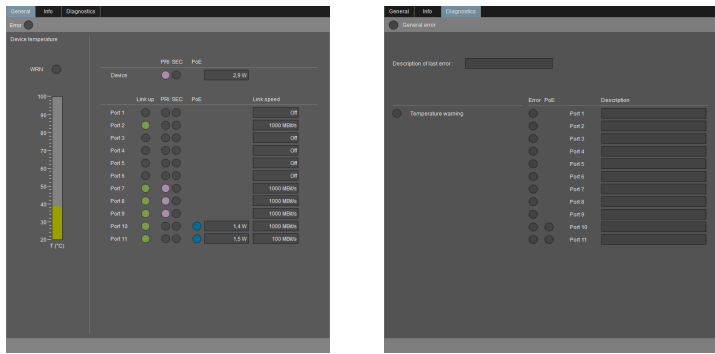 General Info Diagnostics
Error
Device temperature
WRN
PRI SEC PoE
Device 2,9 W
Link up PRI SEC PoE Link speed
Port 1 Off
Port 2 1000 MBit/s
Port 3 Off
Port 4 Off
Port 5 Off
Port 6 Off
Port 7 1000 MBit/s
Port 8 1000 MBit/s
Port 9 1000 MBit/s
Port 10 1,4 W 100 MBit/s
Port 11 1,5 W 100 MBit/s
100
90
80
70
60
50
40
30
20
T (°C)
General Info Diagnostics
General error
Description of last error :
Error PoE Description
Temperature warning Port 1
Port 2
Port 3
Port 4
Port 5
Port 6
Port 7
Port 8
Port 9
Port 10
Port 11